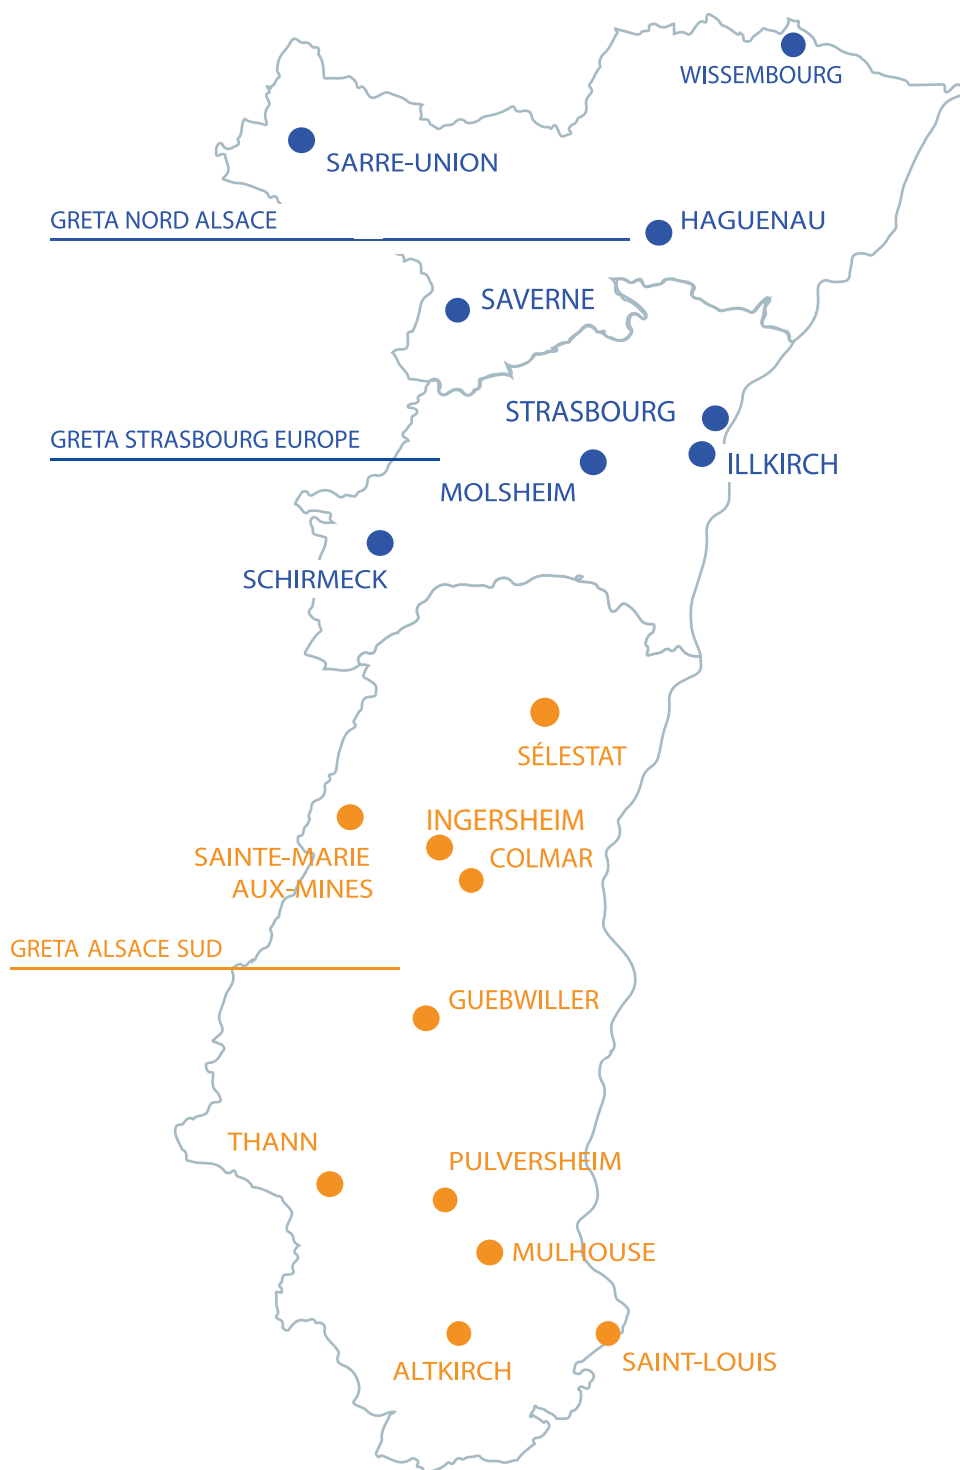 WISSEMBOURG
SARRE-UNION
GRETA NORD ALSACE
HAGUENAU
SAVERNE
STRASBOURG
GRETA STRASBOURG EUROPE
ILLKIRCH
MOLSHEIM
SCHIRMECK
SÉLESTAT
INGERSHEIM
SAINTE-MARIE
AUX-MINES
COLMAR
GRETA ALSACE SUD
GUEBWILLER
THANN
PULVERSHEIM
MULHOUSE
ALTKIRCH
SAINT-LOUIS